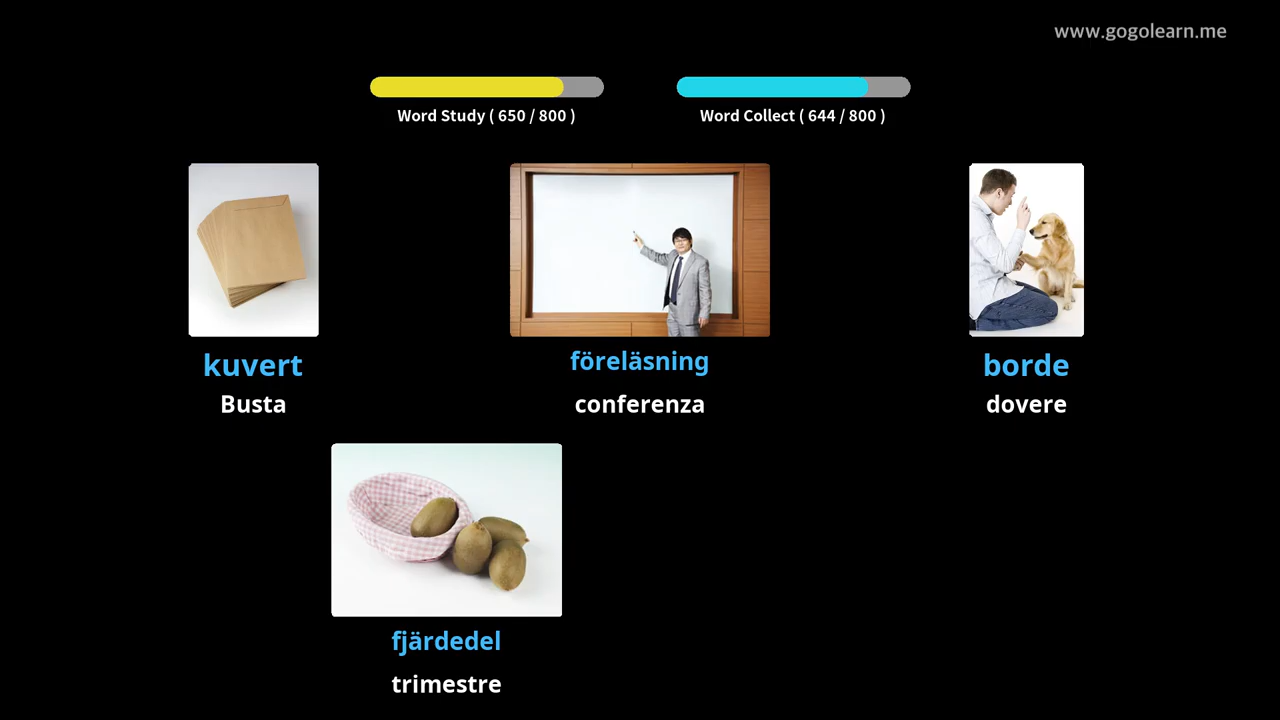 www.gogolearn.me
Word Study ( 650 / 800 )
Word Collect ( 644 / 800 )
kuvert
Busta
föreläsning
conferenza
borde
dovere
fjärdedel
trimestre